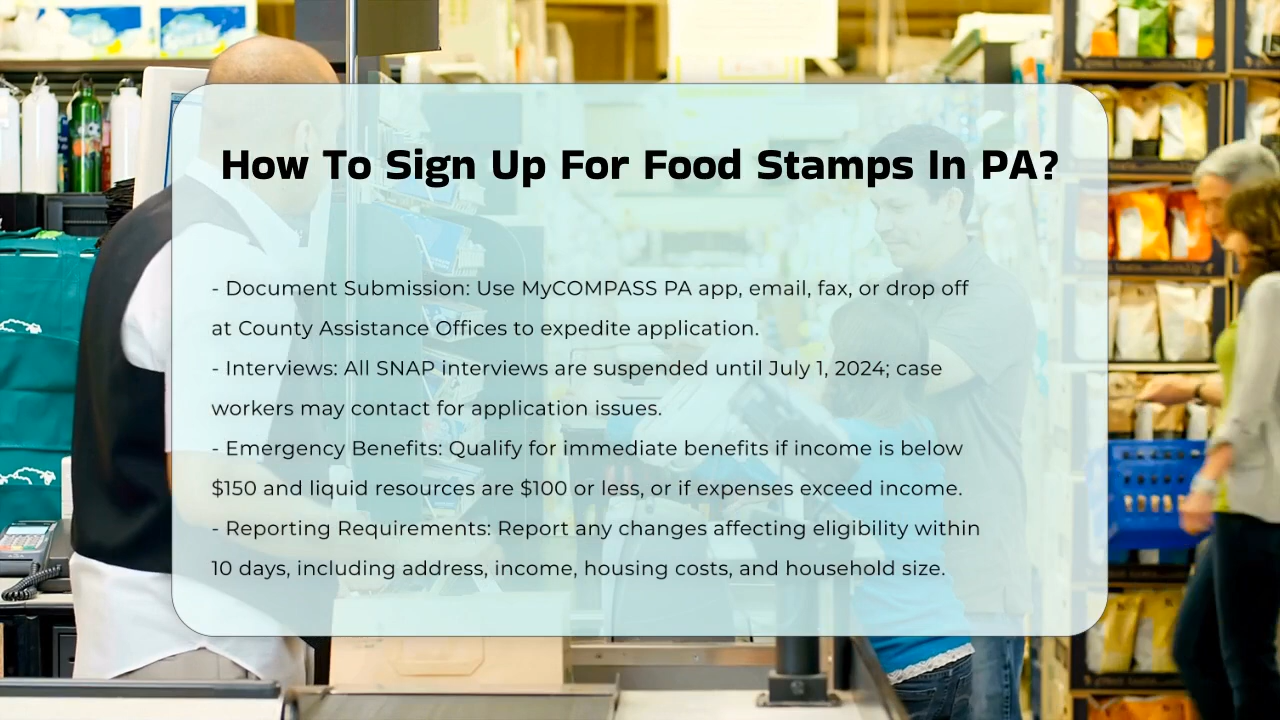 How To Sign Up For Food Stamps In PA?
- Document Submission: Use MyCOMPASS PA app, email, fax, or drop off
at County Assistance Offices to expedite application.
- Interviews: All SNAP interviews are suspended until July 1, 2024; case
workers may contact for application issues.
- Emergency Benefits: Qualify for immediate benefits if income is below
$150 and liquid resources are $100 or less, or if expenses exceed income.
- Reporting Requirements: Report any changes affecting eligibility within
10 days, including address, income, housing costs, and household size.